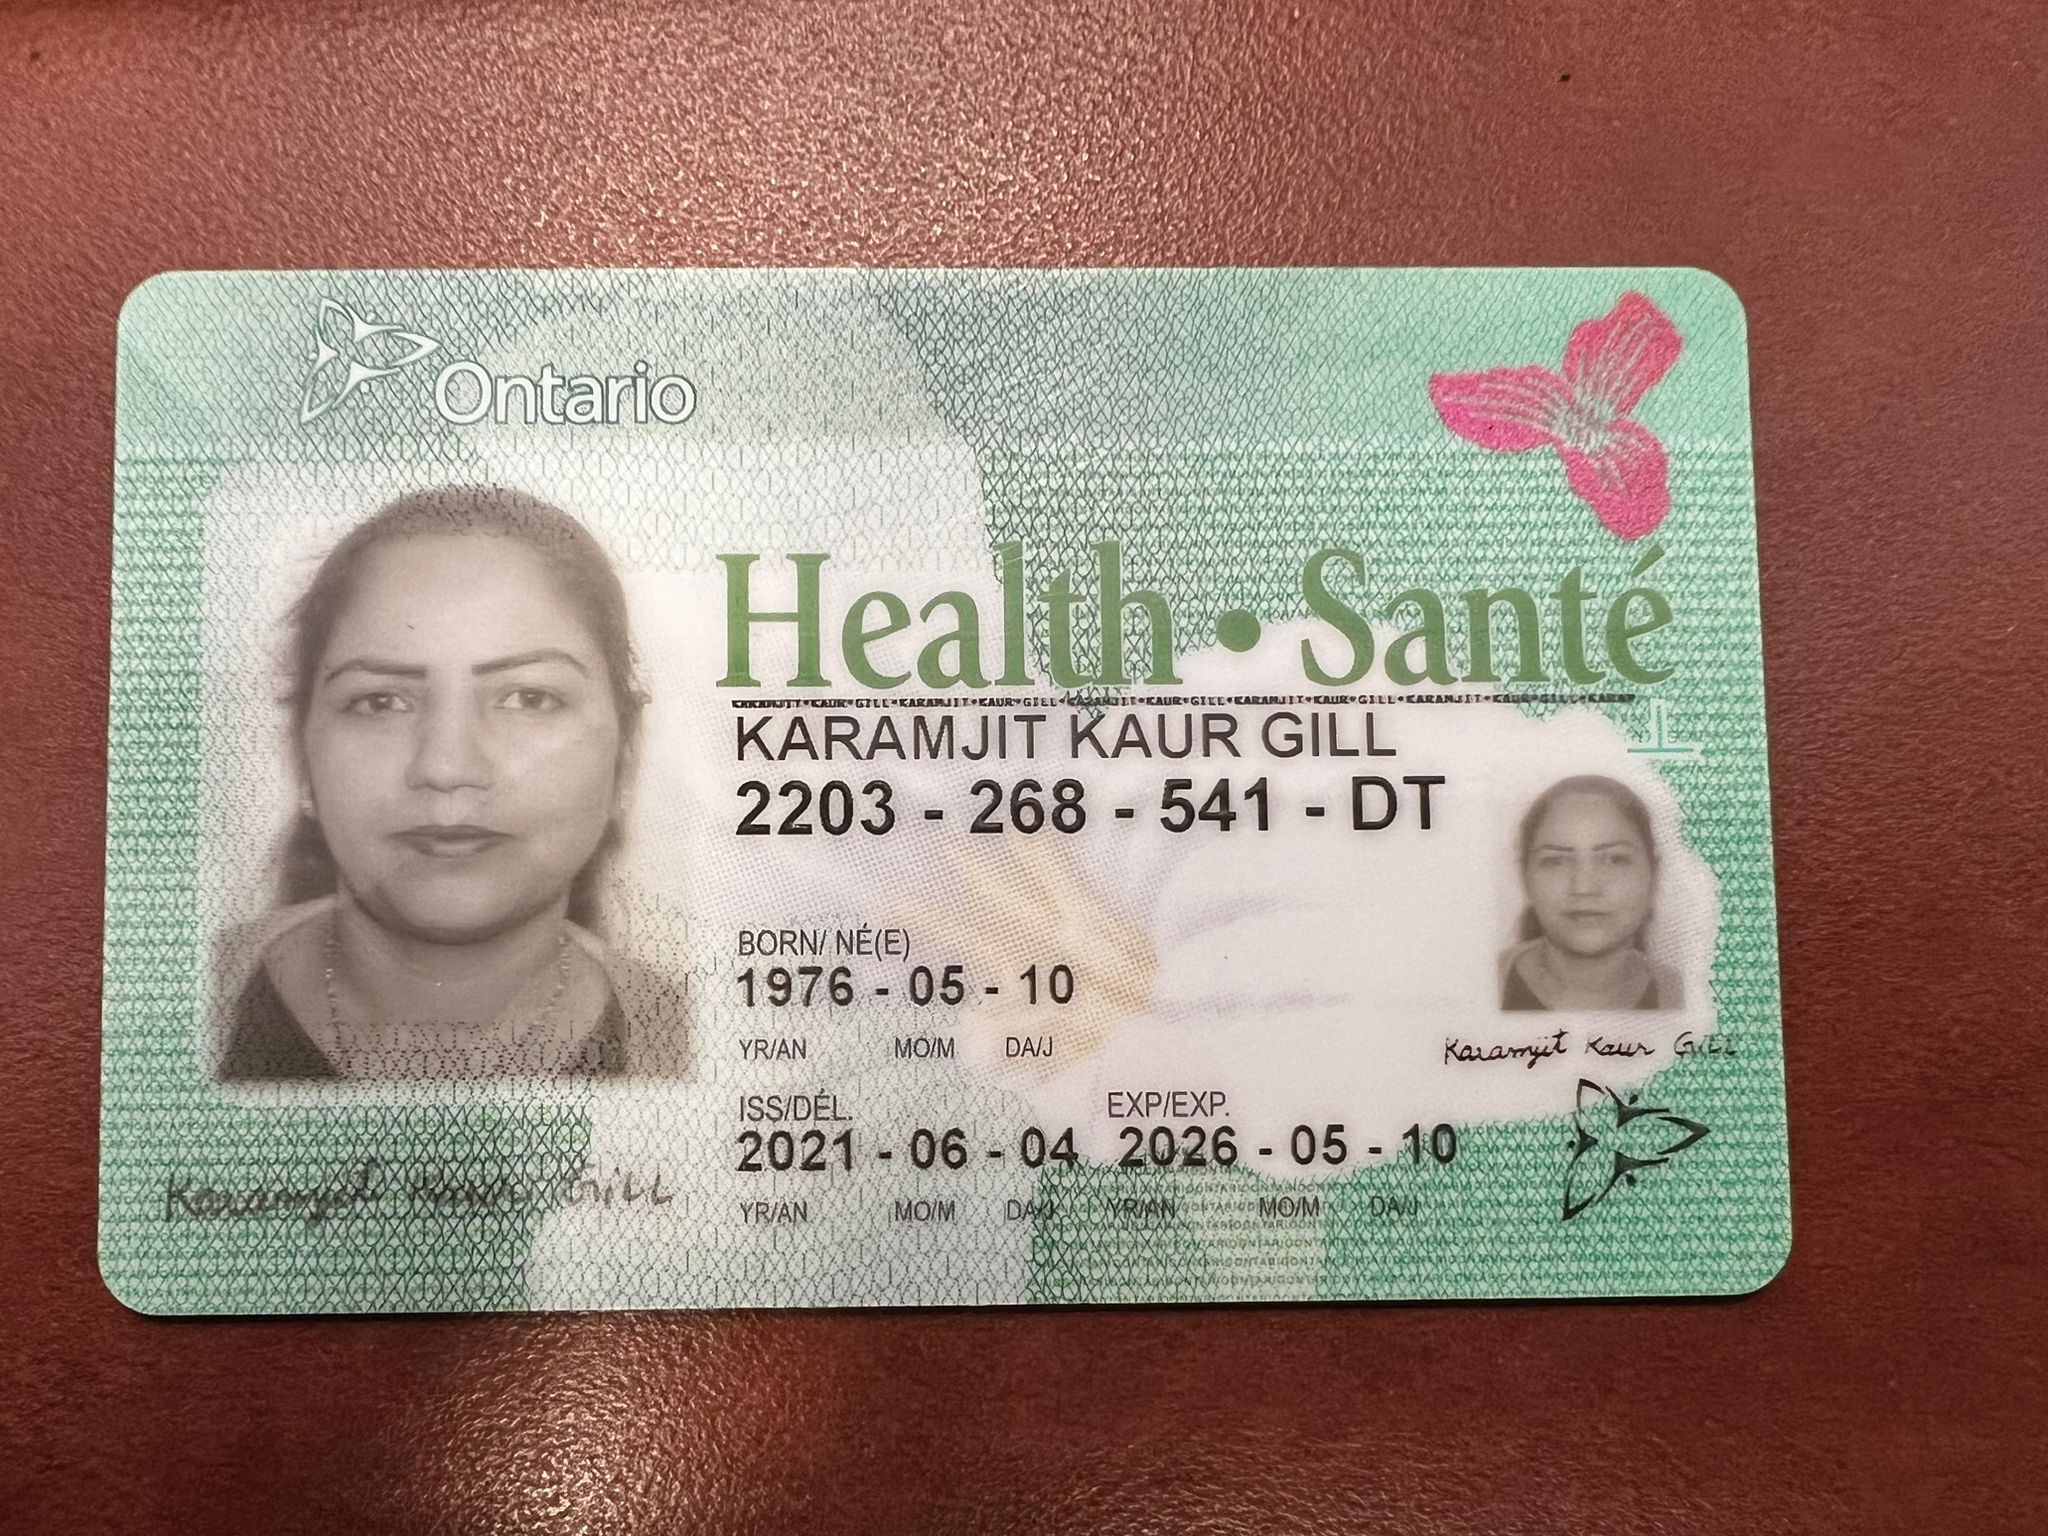 Ontario
Health • Santé
KARAMJIT•KAUR•GILL•KARAMJIT•KAUR•GILL•KARAMJIT•KAUR•GILL•KARAMJIT•KAUR•GILL•KARAMJIT•KAUR•GILL•KARAM
KARAMJIT KAUR GILL
2203 - 268 - 541 - DT
BORN/ NÉ(E)
1976 - 05 - 10
YR/AN MO/M DA/J
Karamjit Kaur Gill
ISS/DÉL. EXP/EXP.
2021 - 06 - 04 2026 - 05 - 10
YR/AN MO/M DA/J YR/AN MO/M DA/J
Karamjit Kaur Gill